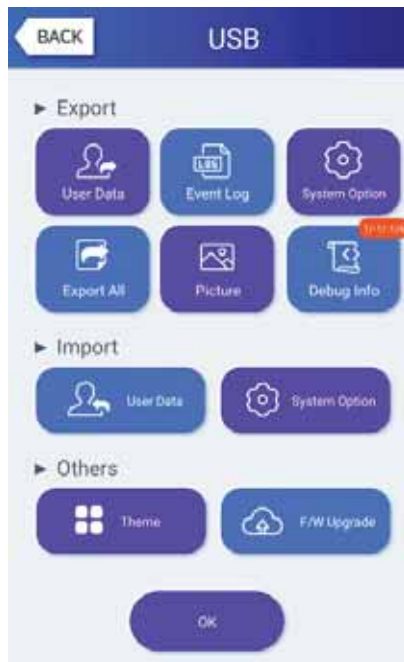 BACK
USB
Export
User Data
Event Log
LOG
System Option
Export All
Picture
Debug Info
Import
User Data
System Option
Others
Theme
F/W Upgrade
OK